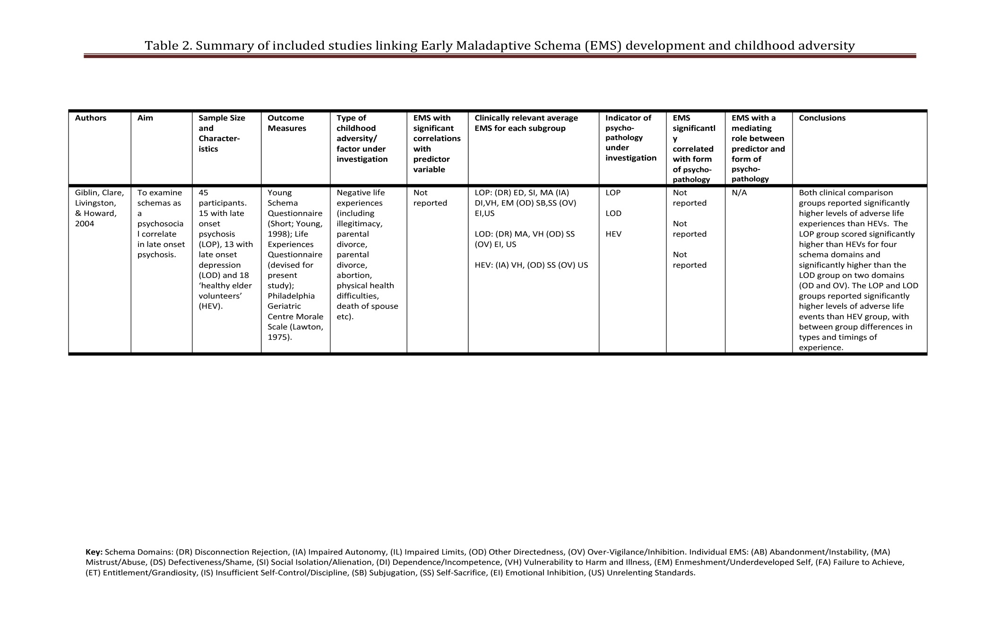 Table 2. Summary of included studies linking Early Maladaptive Schema (EMS) development and childhood adversity
Authors
Aim
Sample Size
and
Character-
istics
Outcome
Measures
Type of
childhood
adversity/
factor under
investigation
EMS with
significant
correlations
with
predictor
variable
Clinically relevant average
EMS for each subgroup
Indicator of
psycho-
pathology
under
investigation
EMS
significantl
y
correlated
with form
of psycho-
pathology
EMS with a
mediating
role between
predictor and
form of
psycho-
pathology
Conclusions
Giblin, Clare,
Livingston,
& Howard,
2004
To examine
schemas as
a
psychosocia
l correlate
in late onset
psychosis.
45
participants.
15 with late
onset
psychosis
(LOP), 13 with
late onset
depression
(LOD) and 18
‘healthy elder
volunteers’
(HEV).
Young
Schema
Questionnaire
(Short; Young,
1998); Life
Experiences
Questionnaire
(devised for
present
study);
Philadelphia
Geriatric
Centre Morale
Scale (Lawton,
1975).
Negative life
experiences
(including
illegitimacy,
parental
divorce,
parental
divorce,
abortion,
physical health
difficulties,
death of spouse
etc).
Not
reported
LOP: (DR) ED, SI, MA (IA)
DI,VH, EM (OD) SB,SS (OV)
EI,US
LOD: (DR) MA, VH (OD) SS
(OV) EI, US
HEV: (IA) VH, (OD) SS (OV) US
LOP
LOD
HEV
Not
reported
Not
reported
Not
reported
N/A
Both clinical comparison
groups reported significantly
higher levels of adverse life
experiences than HEVs.  The
LOP group scored significantly
higher than HEVs for four
schema domains and
significantly higher than the
LOD group on two domains
(OD and OV). The LOP and LOD
groups reported significantly
higher levels of adverse life
events than HEV group, with
between group differences in
types and timings of
experience.
Key: Schema Domains: (DR) Disconnection Rejection, (IA) Impaired Autonomy, (IL) Impaired Limits, (OD) Other Directedness, (OV) Over-Vigilance/Inhibition. Individual EMS: (AB) Abandonment/Instability, (MA)
Mistrust/Abuse, (DS) Defectiveness/Shame, (SI) Social Isolation/Alienation, (DI) Dependence/Incompetence, (VH) Vulnerability to Harm and Illness, (EM) Enmeshment/Underdeveloped Self, (FA) Failure to Achieve,
(ET) Entitlement/Grandiosity, (IS) Insufficient Self-Control/Discipline, (SB) Subjugation, (SS) Self-Sacrifice, (EI) Emotional Inhibition, (US) Unrelenting Standards.